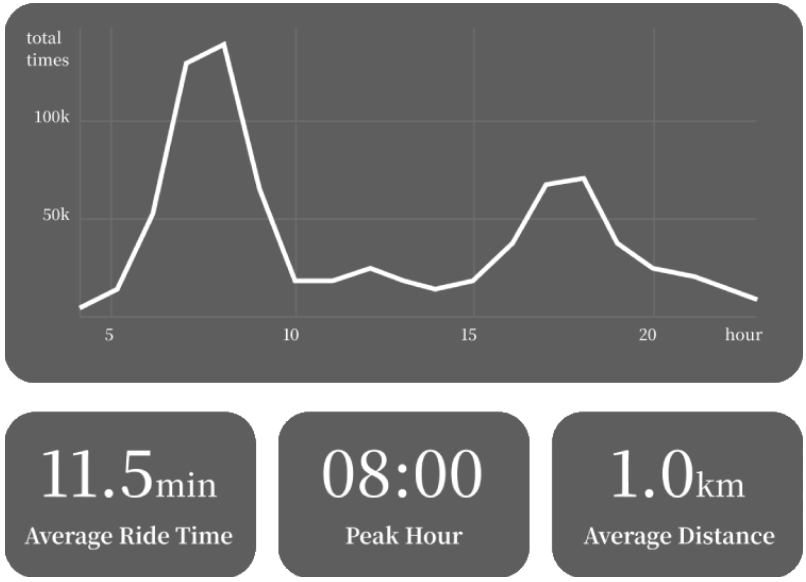 total
times
100k
50k
5 10 15 20 hour
11.5min
Average Ride Time
08:00
Peak Hour
1.0km
Average Distance